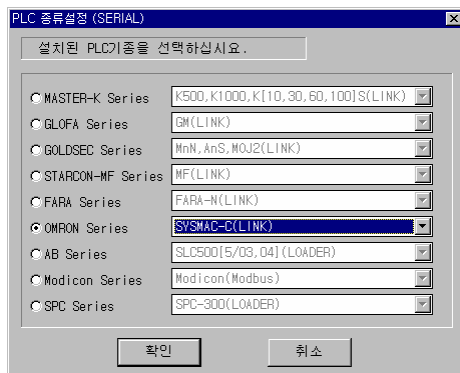 PLC 종류설정 (SERIAL)
설치된 PLC기종을 선택하십시요.
MASTER-K Series K500,K1000,K[10,30,60,100]S(LINK)
GLOFA Series GM(LINK)
GOLDSEC Series MnN,AnS,MOJ2(LINK)
STARCON-MF Series MF(LINK)
FARA Series FARA-N(LINK)
OMRON Series SYSMAC-C(LINK)
AB Series SLC500[5/03,04](LOADER)
Modicon Series Modicon(Modbus)
SPC Series SPC-300(LOADER)
확인 취소